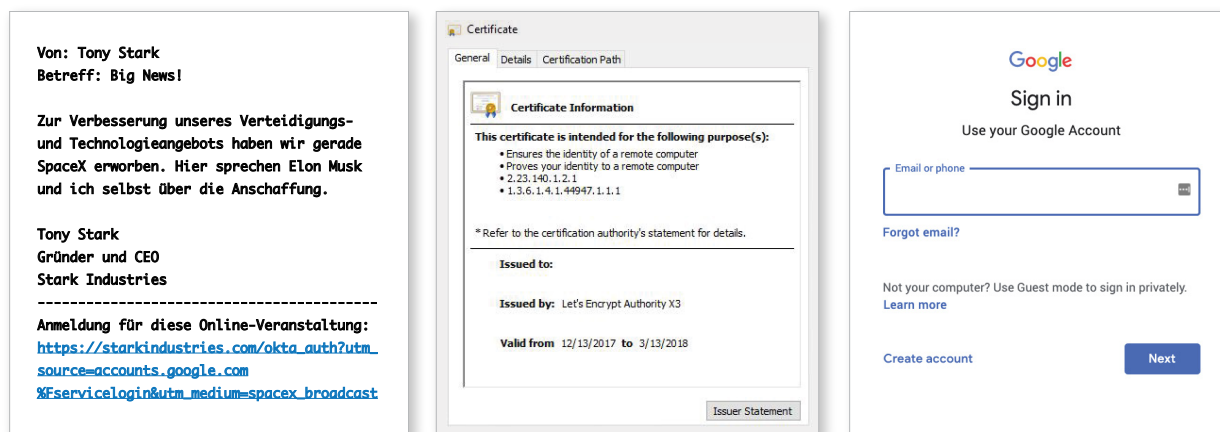 Von: Tony Stark
Betreff: Big News!
Zur Verbesserung unseres Verteidigungs-
und Technologieangebots haben wir gerade
SpaceX erworben. Hier sprechen Elon Musk
und ich selbst über die Anschaffung.
Tony Stark
Gründer und CEO
Stark Industries
-----------------------------------------
Anmeldung für diese Online-Veranstaltung:
https://starkindustries.com/okta_auth?utm_
source=accounts.google.com
%Fservicelogin&utm_medium=spacex_broadcast
Certificate
General Details Certification Path
Certificate Information
This certificate is intended for the following purpose(s):
• Ensures the identity of a remote computer
• Proves your identity to a remote computer
• 2.23.140.1.2.1
• 1.3.6.1.4.1.44947.1.1.1
* Refer to the certification authority's statement for details.
Issued to:
Issued by: Let's Encrypt Authority X3
Valid from 12/13/2017 to 3/13/2018
Issuer Statement
Google
Sign in
Use your Google Account
Email or phone
Forgot email?
Not your computer? Use Guest mode to sign in privately.
Learn more
Create account Next